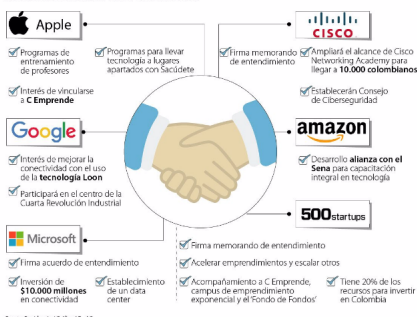 Apple
Programas de
entrenamiento
de profesores
Programas para llevar
tecnología a lugares
apartados con Sacúdete
Interés de vincularse
a C Emprende
CISCO
Firma memorando
de entendimiento
Ampliará el alcance de Cisco
Networking Academy para
llegar a 10.000 colombianos
Establecerán Consejo
de Ciberseguridad
Google
Interés de mejorar la
conectividad con el uso
de la tecnología Loon
Participará en el centro de la
Cuarta Revolución Industrial
amazon
Desarrollo alianza con el
Sena para capacitación
integral en tecnología
Microsoft
Firma acuerdo de entendimiento
Inversión de
$10.000 millones
en conectividad
Establecimiento
de un data
center
500 startups
Firma memorando de entendimiento
Acelerar emprendimientos y escalar otros
Acompañamiento a C Emprende,
campus de emprendimiento
exponencial y el 'Fondo de Fondos'
Tiene 20% de los
recursos para invertir
en Colombia